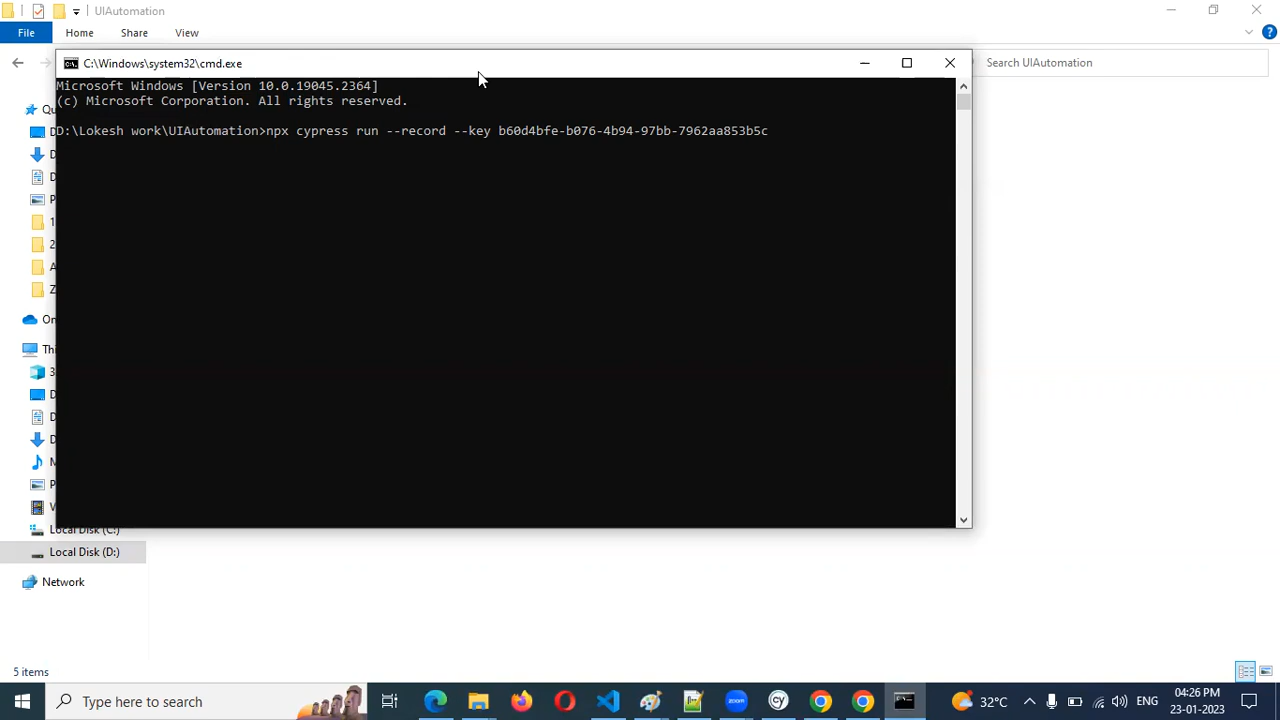 UIAutomation
File
Home
Share
View
Search UIAutomation
C:\Windows\system32\cmd.exe
Microsoft Windows [Version 10.0.19045.2364]
(c) Microsoft Corporation. All rights reserved.
D:\Lokesh work\UIAutomation>npx cypress run --record --key b60d4bfe-b076-4b94-97bb-7962aa853b5c
Local Disk (C:)
Local Disk (D:)
Network
5 items
Type here to search
zoom
32°C
ENG
04:26 PM
23-01-2023